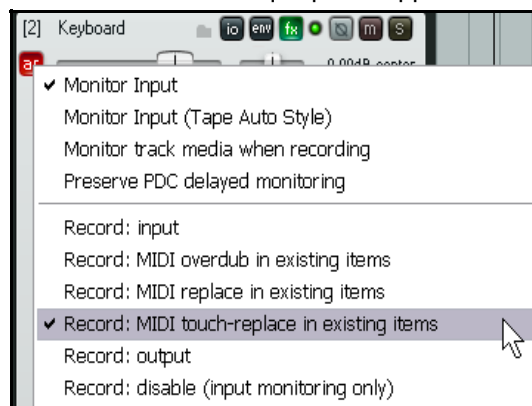 [2] Keyboard io env fx m S
ar 0.00dB center
Monitor Input
Monitor Input (Tape Auto Style)
Monitor track media when recording
Preserve PDC delayed monitoring
Record: input
Record: MIDI overdub in existing items
Record: MIDI replace in existing items
Record: MIDI touch-replace in existing items
Record: output
Record: disable (input monitoring only)